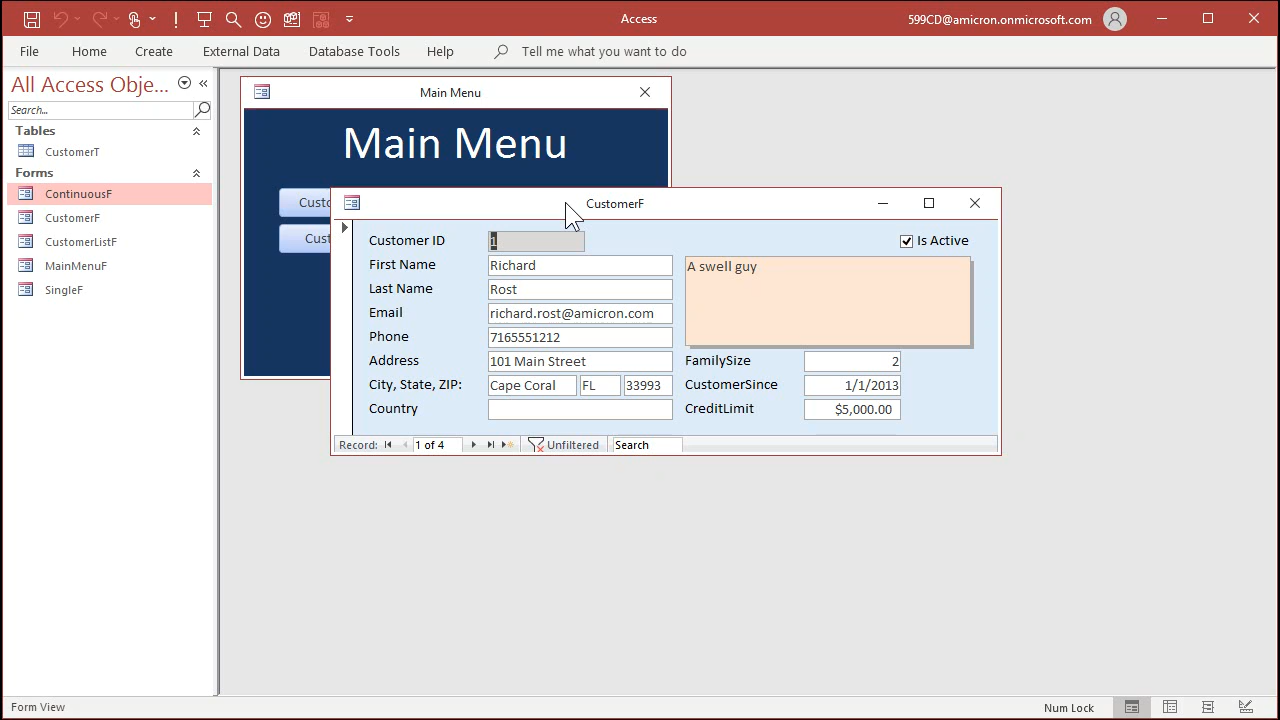 Access
599CD@amicron.onmicrosoft.com
File Home Create External Data Database Tools Help Tell me what you want to do
All Access Obje...
Search...
Tables
CustomerT
Forms
ContinuousF
CustomerF
CustomerListF
MainMenuF
SingleF
Main Menu
Main Menu
Custo
Cust
CustomerF
Customer ID 1
Is Active
First Name Richard
A swell guy
Last Name Rost
Email richard.rost@amicron.com
Phone 7165551212
Address 101 Main Street
FamilySize 2
City, State, ZIP: Cape Coral FL 33993
CustomerSince 1/1/2013
Country
CreditLimit $5,000.00
Record: 1 of 4 Unfiltered Search
Form View
Num Lock